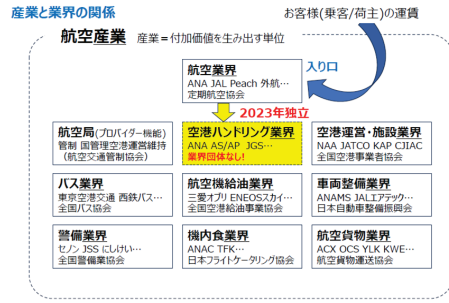 産業と業界の関係
お客様(乗客/荷主)の運賃
航空産業 産業=付加価値を生み出す単位
航空業界
ANA JAL Peach 外航…
定期航空協会
入り口
2023年独立
航空局(プロバイダー機能)
管制 国管理空港運営維持
(航空交通管制協会)
空港ハンドリング業界
ANA AS/AP JGS…
業界団体なし!
空港運営・施設業界
NAA JATCO KAP CJIAC
全国空港事業者協会
バス業界
東京空港交通 西鉄バス…
全国バス協会
航空機給油業界
三愛オブリ ENEOSスカイ…
全国空港給油事業協会
車両整備業界
ANAMS JALエアテック…
日本自動車整備振興会
警備業界
セノン JSS にしけい…
全国警備業協会
機内食業界
ANAC TFK…
日本フライトケータリング協会
航空貨物業界
ACX OCS YLK KWE…
航空貨物運送協会